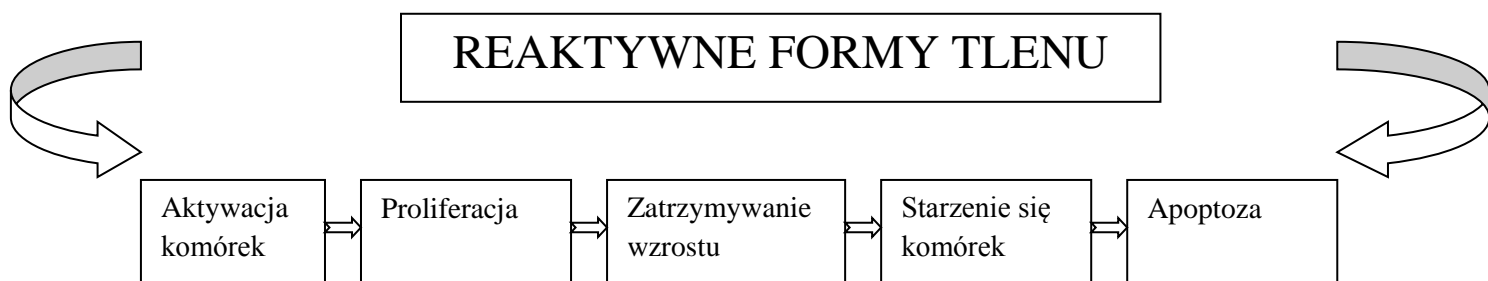 REAKTYWNE FORMY TLENU
Aktywacja
komórek
Proliferacja
Zatrzymywanie
wzrostu
Starzenie się
komórek
Apoptoza